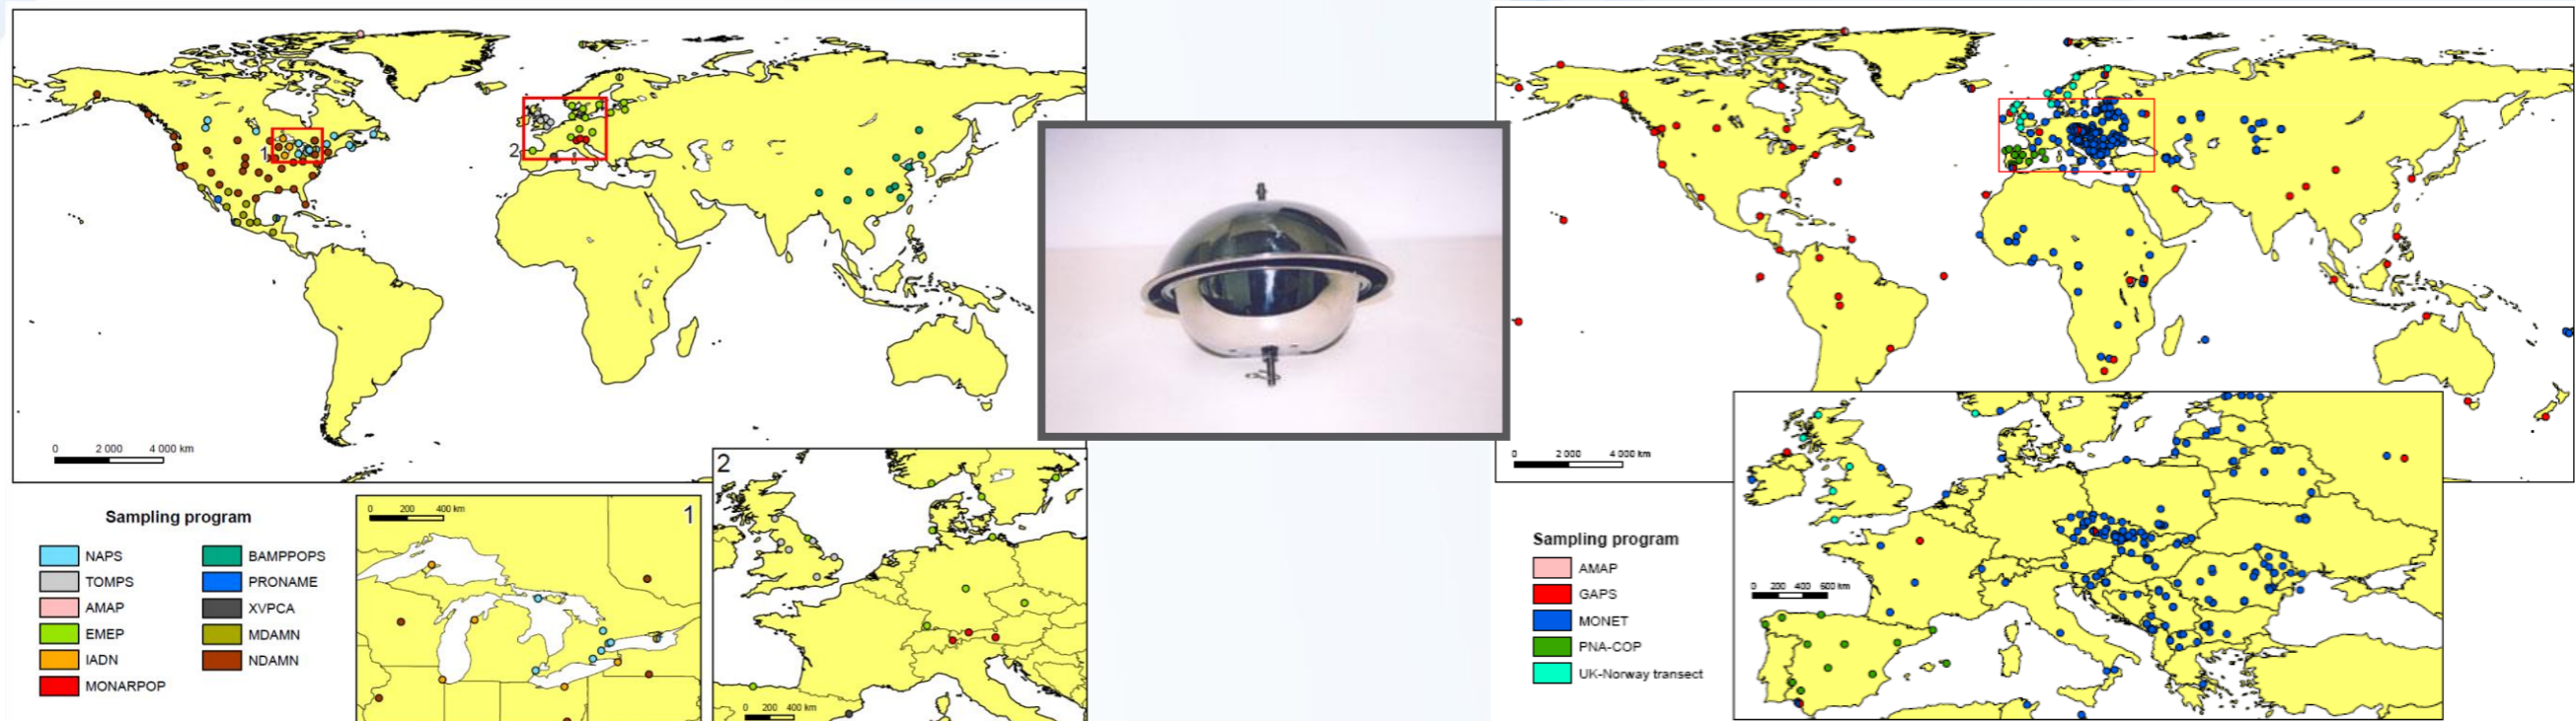 1
2
0 2 000 4 000 km
Sampling program
NAPS
TOMPS
AMAP
EMEP
IADN
MONARPOP
BAMPPOPS
PRONAME
XVPCA
MDAMN
NDAMN
0 200 400 km
1
2
0 200 400 km
0 2 000 4 000 km
Sampling program
AMAP
GAPS
MONET
PNA-COP
UK-Norway transect
0 200 400 600 km